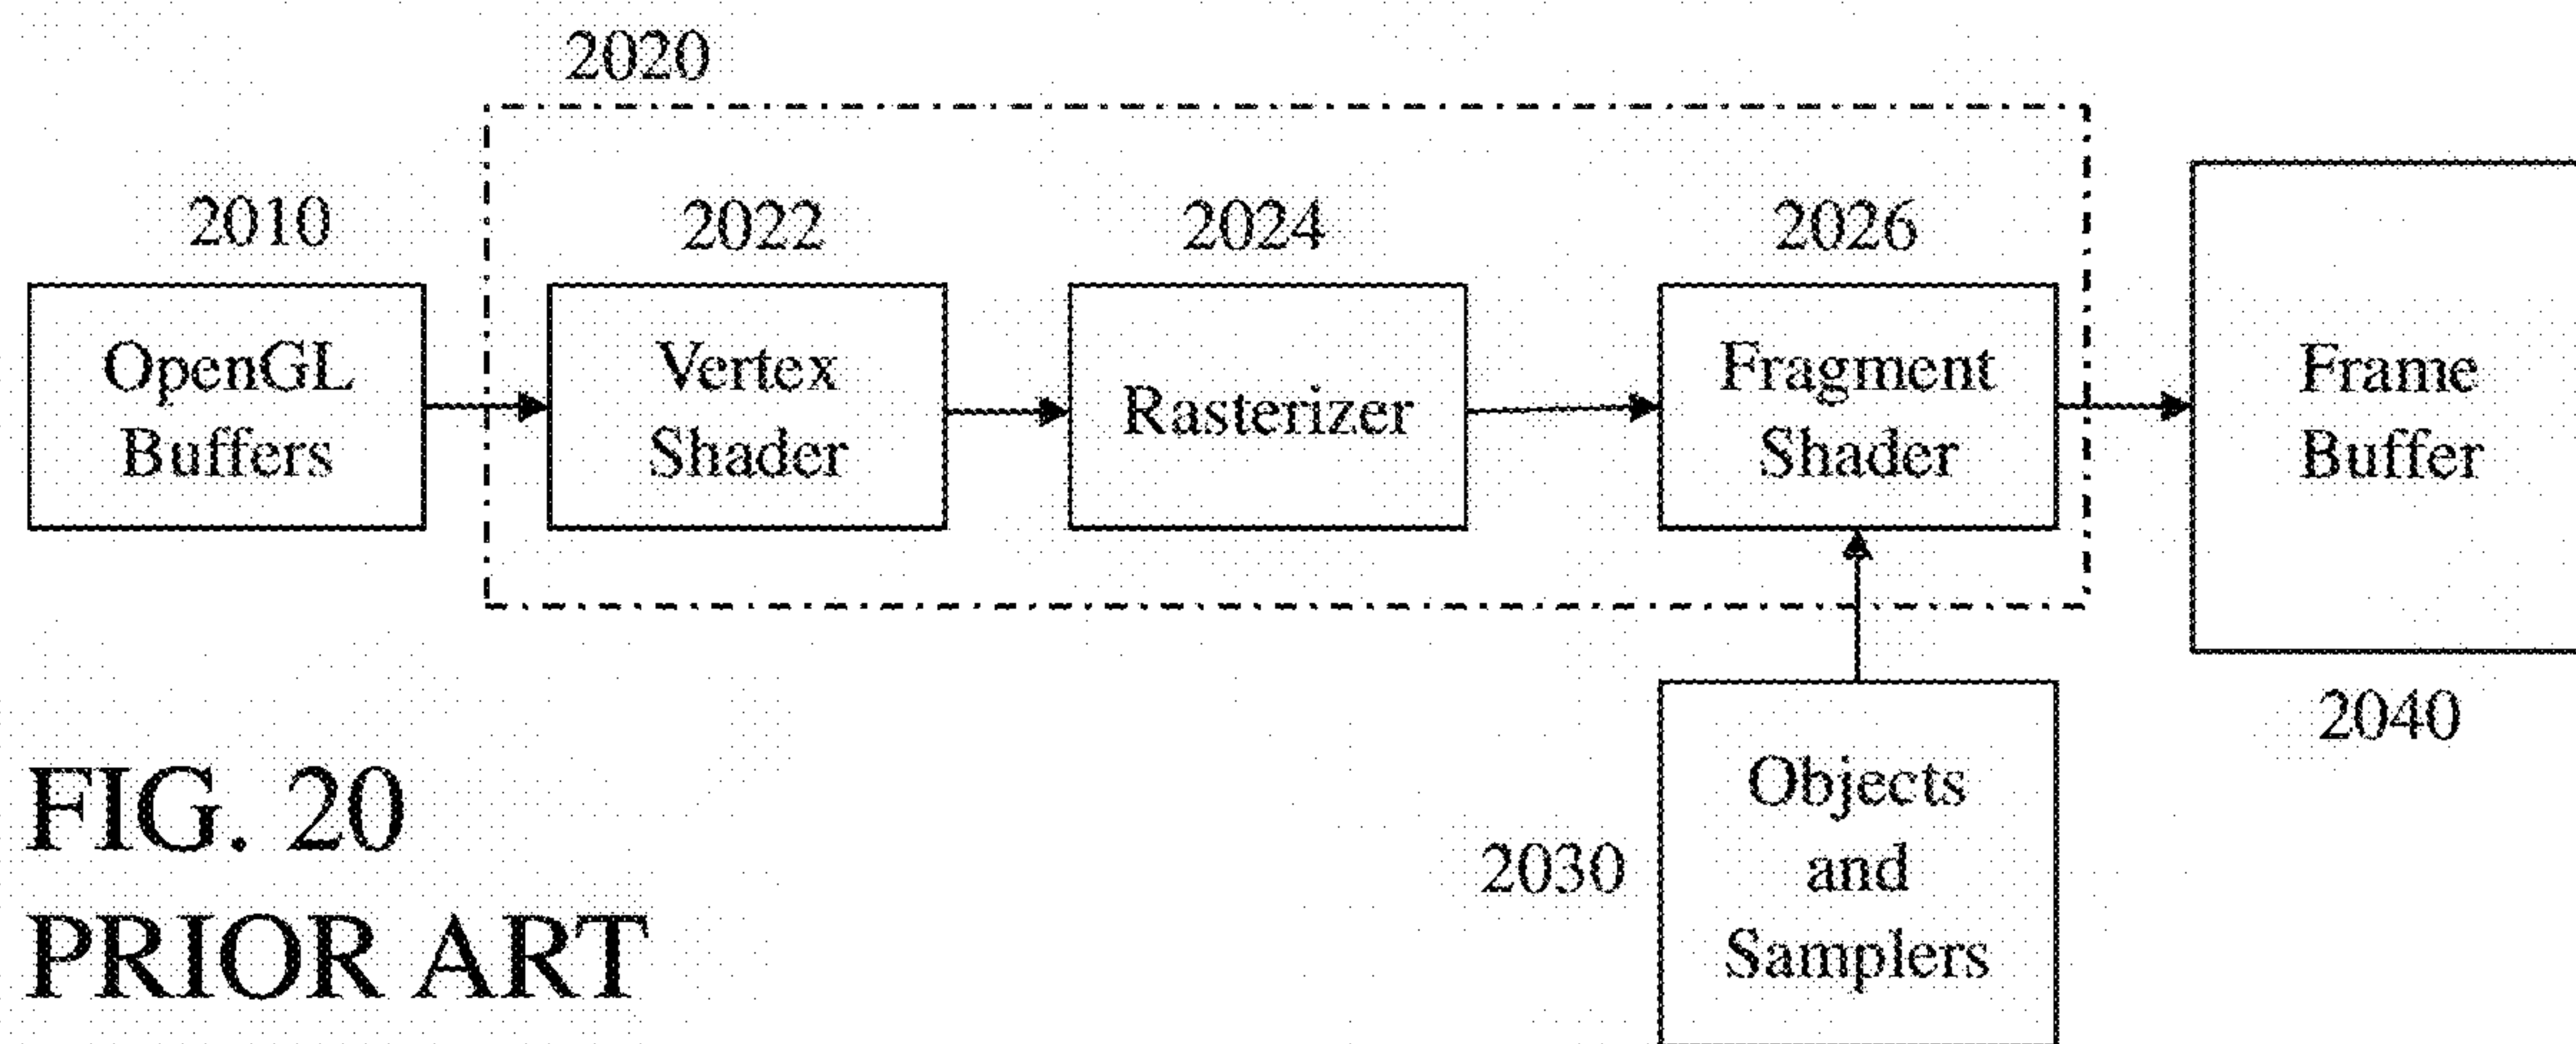 2020
2010
2022
2024
2026
OpenGL
Buffers
Vertex
Shader
Rasterizer
Fragment
Shader
Frame
Buffer
2040
Objects
and
Samplers
2030
FIG. 20
PRIOR ART